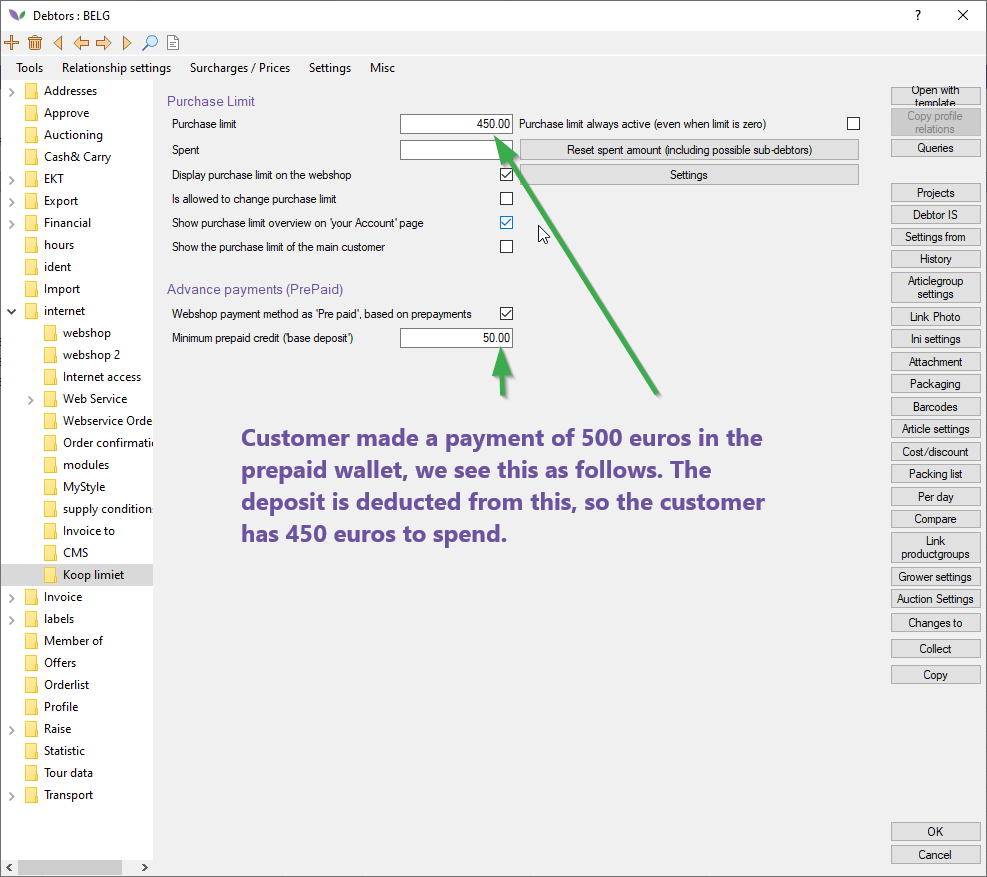 Debtors : BELG
?
Tools Relationship settings Surcharges / Prices Settings Misc
Addresses
Approve
Auctioning
Cash& Carry
EKT
Export
Financial
hours
ident
Import
internet
webshop
webshop 2
Internet access
Web Service
Webservice Orde
Order confirmatio
modules
MyStyle
supply conditions
Invoice to
CMS
Koop limiet
Invoice
labels
Member of
Offers
Orderlist
Profile
Raise
Statistic
Tour data
Transport
Purchase Limit
Purchase limit 450.00 Purchase limit always active (even when limit is zero)
Spent Reset spent amount (including possible sub-debtors)
Display purchase limit on the webshop Settings
Is allowed to change purchase limit
Show purchase limit overview on 'your Account' page
Show the purchase limit of the main customer
Advance payments (PrePaid)
Webshop payment method as 'Pre paid', based on prepayments
Minimum prepaid credit ('base deposit') 50.00
Customer made a payment of 500 euros in the
prepaid wallet, we see this as follows. The
deposit is deducted from this, so the customer
has 450 euros to spend.
Open with
template
Copy profile
relations
Queries
Projects
Debtor IS
Settings from
History
Articlegroup
settings
Link Photo
Ini settings
Attachment
Packaging
Barcodes
Article settings
Cost/discount
Packing list
Per day
Compare
Link
productgroups
Grower settings
Auction Settings
Changes to
Collect
Copy
OK
Cancel